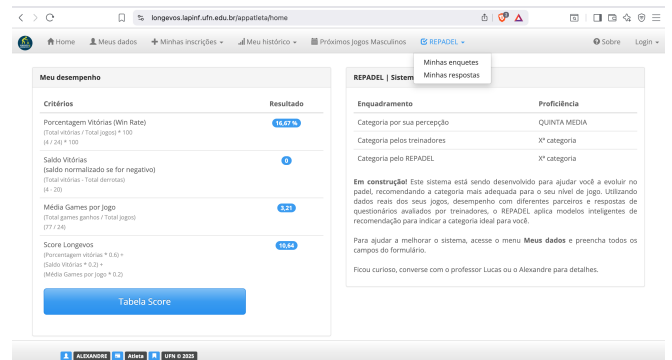 longevos.lapinf.ufn.edu.br/appatleta/home
Home Meus dados Minhas inscrições Meu histórico Próximos Jogos Masculinos REPADEL Sobre Login
Minhas enquetes
Minhas respostas
Meu desempenho
Critérios Resultado
Porcentagem Vitórias (Win Rate) 16,67 %
(Total vitórias / Total jogos) * 100
(4 / 24) * 100
Saldo Vitórias 0
(saldo normalizado se for negativo)
(Total vitórias - Total derrotas)
(4 - 20)
Média Games por Jogo 3,21
(Total games ganhos / Total jogos)
(77 / 24)
Score Longevos 10,64
(Porcentagem vitórias * 0.6) +
(Saldo Vitórias * 0.2) +
(Média Games por Jogo * 0.2)
Tabela Score
REPADEL | Sistem
Enquadramento Proficiência
Categoria por sua percepção QUINTA MEDIA
Categoria pelos treinadores Xª categoria
Categoria pelo REPADEL Xª categoria
Em construção! Este sistema está sendo desenvolvido para ajudar você a evoluir no
padel, recomendando a categoria mais adequada para o seu nível de jogo. Utilizando
dados reais dos seus jogos, desempenho com diferentes parceiros e respostas de
questionários avaliados por treinadores, o REPADEL aplica modelos inteligentes de
recomendação para indicar a categoria ideal para você.
Para ajudar a melhorar o sistema, acesse o menu Meus dados e preencha todos os
campos do formulário.
Ficou curioso, converse com o professor Lucas ou o Alexandre para detalhes.
ALEXANDRE Atleta UFN © 2025